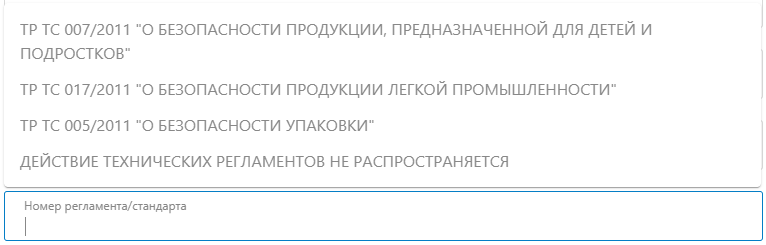 ТР ТС 007/2011 "О БЕЗОПАСНОСТИ ПРОДУКЦИИ, ПРЕДНАЗНАЧЕННОЙ ДЛЯ ДЕТЕЙ И
ПОДРОСТКОВ"
ТР ТС 017/2011 "О БЕЗОПАСНОСТИ ПРОДУКЦИИ ЛЕГКОЙ ПРОМЫШЛЕННОСТИ"
ТР ТС 005/2011 "О БЕЗОПАСНОСТИ УПАКОВКИ"
ДЕЙСТВИЕ ТЕХНИЧЕСКИХ РЕГЛАМЕНТОВ НЕ РАСПРОСТРАНЯЕТСЯ
Номер регламента/стандарта